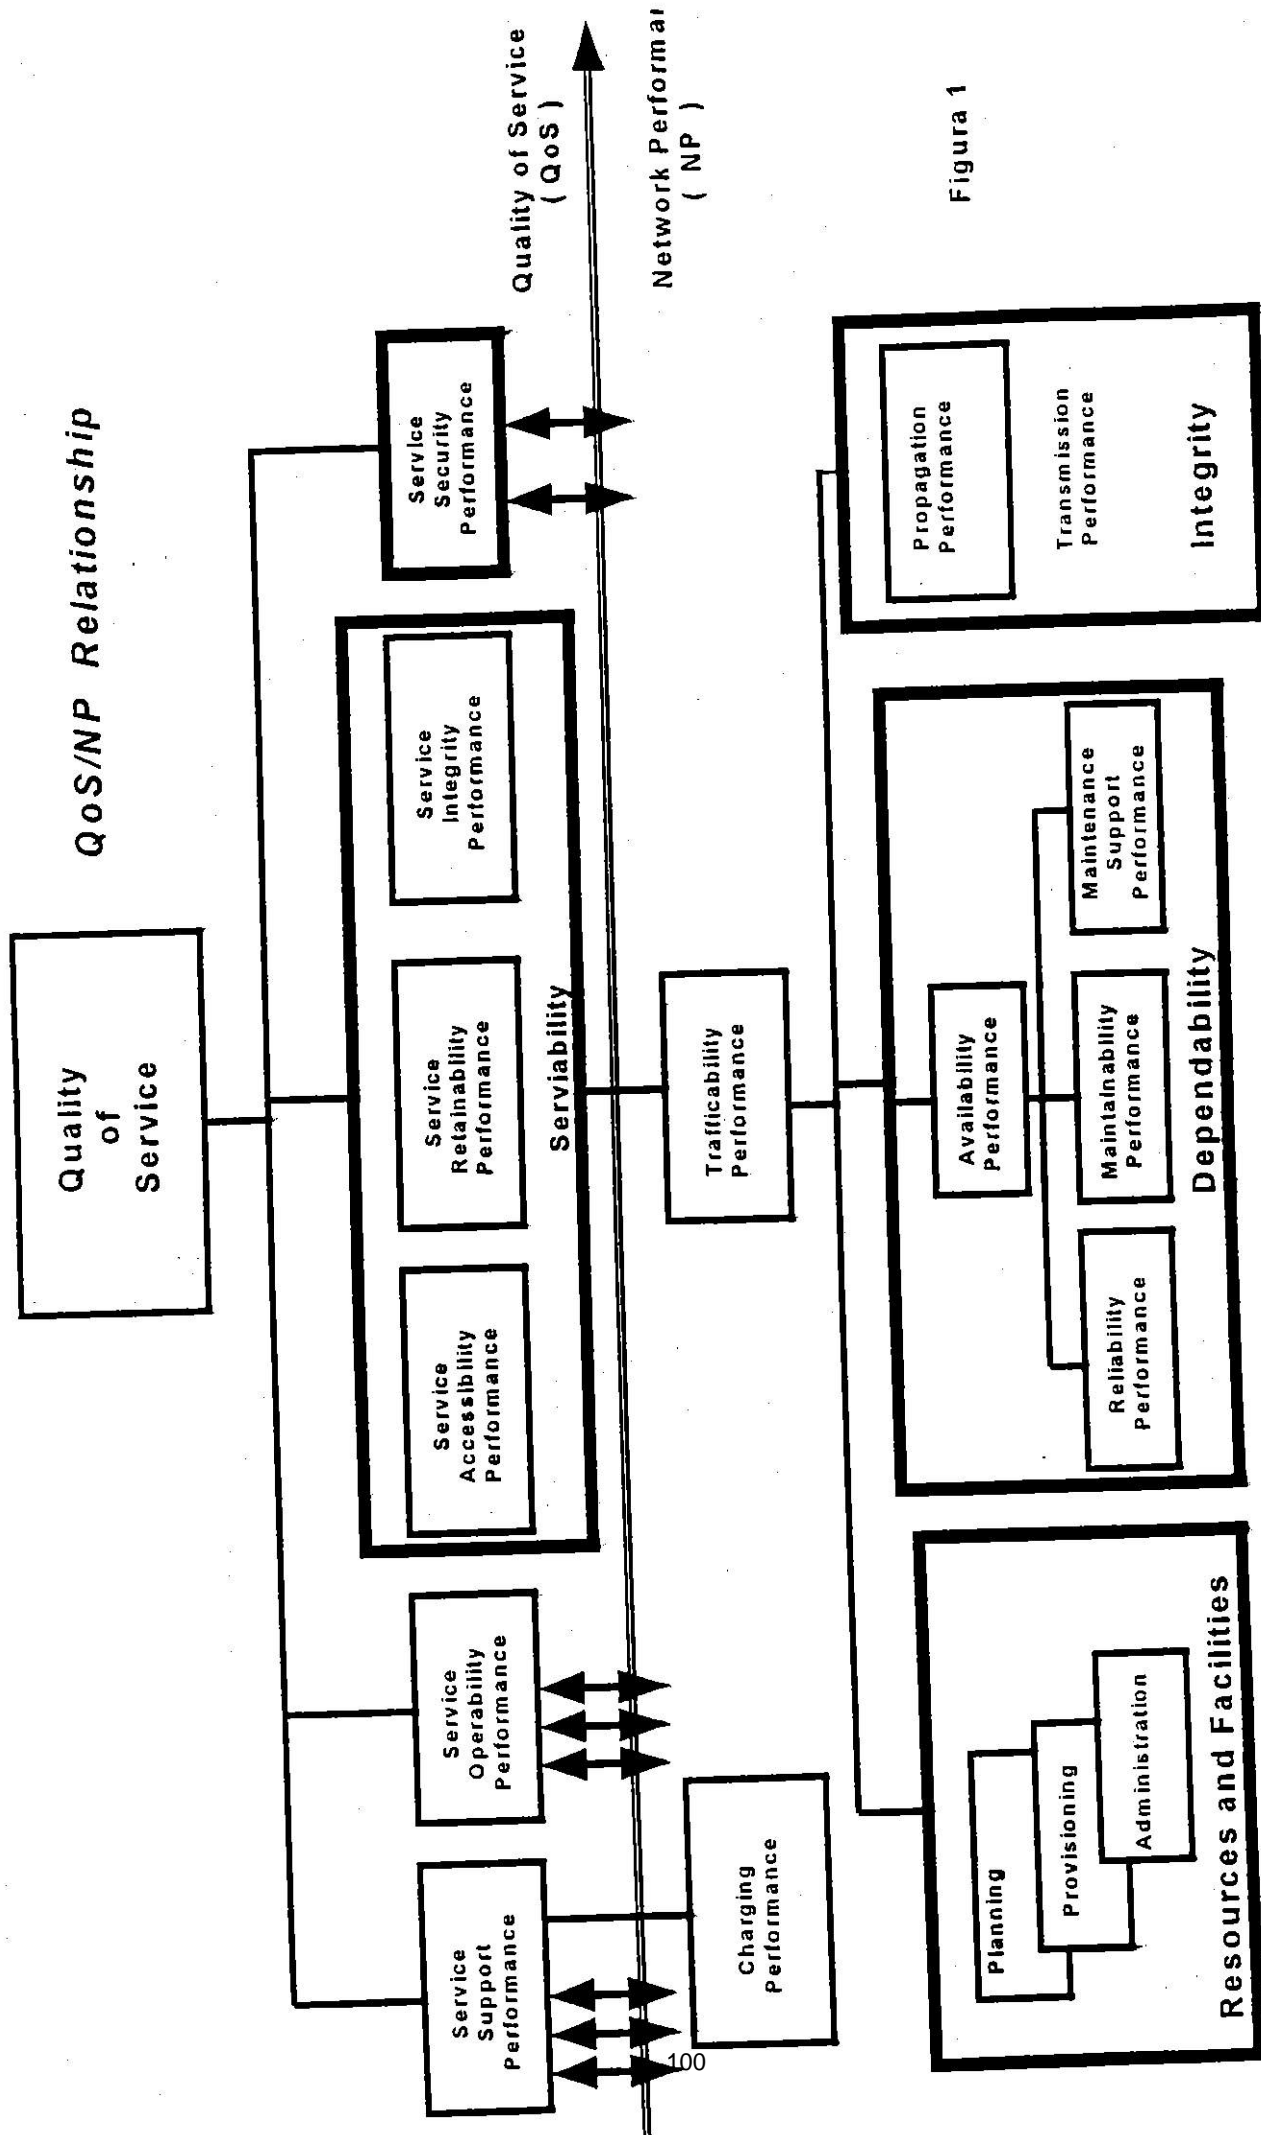 QoS/NP Relationship
Quality
of
Service
Service
Support
Performance
Service
Operability
Performance
Service
Accessibility
Performance
Service
Retainability
Performance
Service
Integrity
Performance
Serviability
Service
Security
Performance
Quality of Service
( QoS )
Network Performa
( NP )
Charging
Performance
Trafficability
Performance
Planning
Provisioning
Administration
Resources and Facilities
Availability
Performance
Reliability
Performance
Maintainability
Performance
Maintenance
Support
Performance
Dependability
Propagation
Performance
Transmission
Performance
Integrity
Figura 1
100